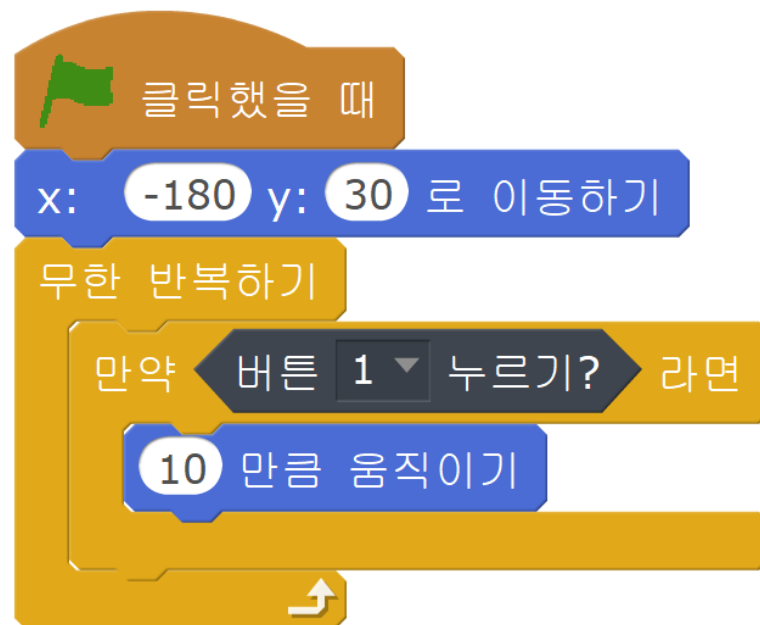 클릭했을 때
x: -180 y: 30 로 이동하기
무한 반복하기
만약 버튼 1 누르기? 라면
10 만큼 움직이기